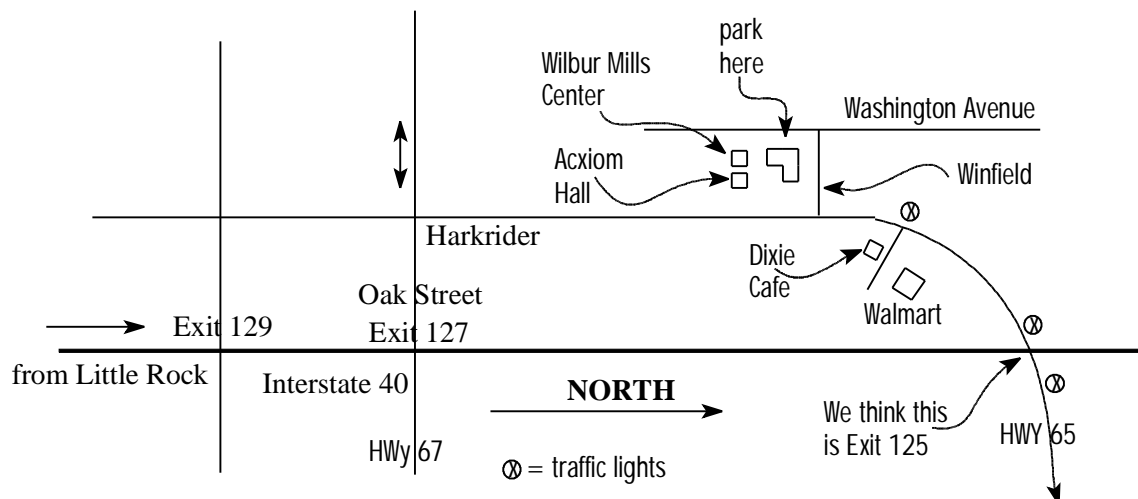 park
here
Wilbur Mills
Center
Washington Avenue
Acxiom
Hall
Winfield
Harkrider
Dixie
Cafe
Oak Street
Walmart
Exit 129
Exit 127
from Little Rock
Interstate 40
NORTH
We think this
is Exit 125
HWY 65
HWy 67
= traffic lights